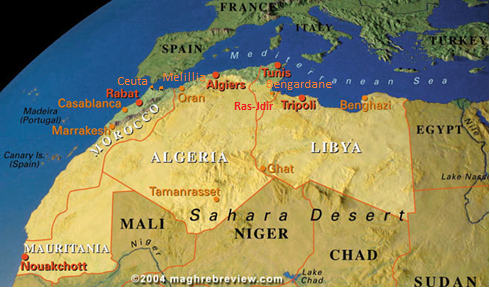 FRANCE
ITALY
SPAIN
TURKEY
Mediterranean Sea
Ceuta
Melillia
Algiers
Tunis
Bengardane
Rabat
Oran
Casablanca
Ras-Jdir
Tripoli
Benghazi
Madeira
(Portugal)
Marrakesh
MOROCCO
EGYPT
Nile
Canary Is.
(Spain)
ALGERIA
LIBYA
Ghat
Lake Nasser
Tamanrasset
Sahara Desert
MALI
NIGER
MAURITANIA
Niger
CHAD
Nouakchott
Lake
Chad
SUDAN
©2004 maghrebreview.com